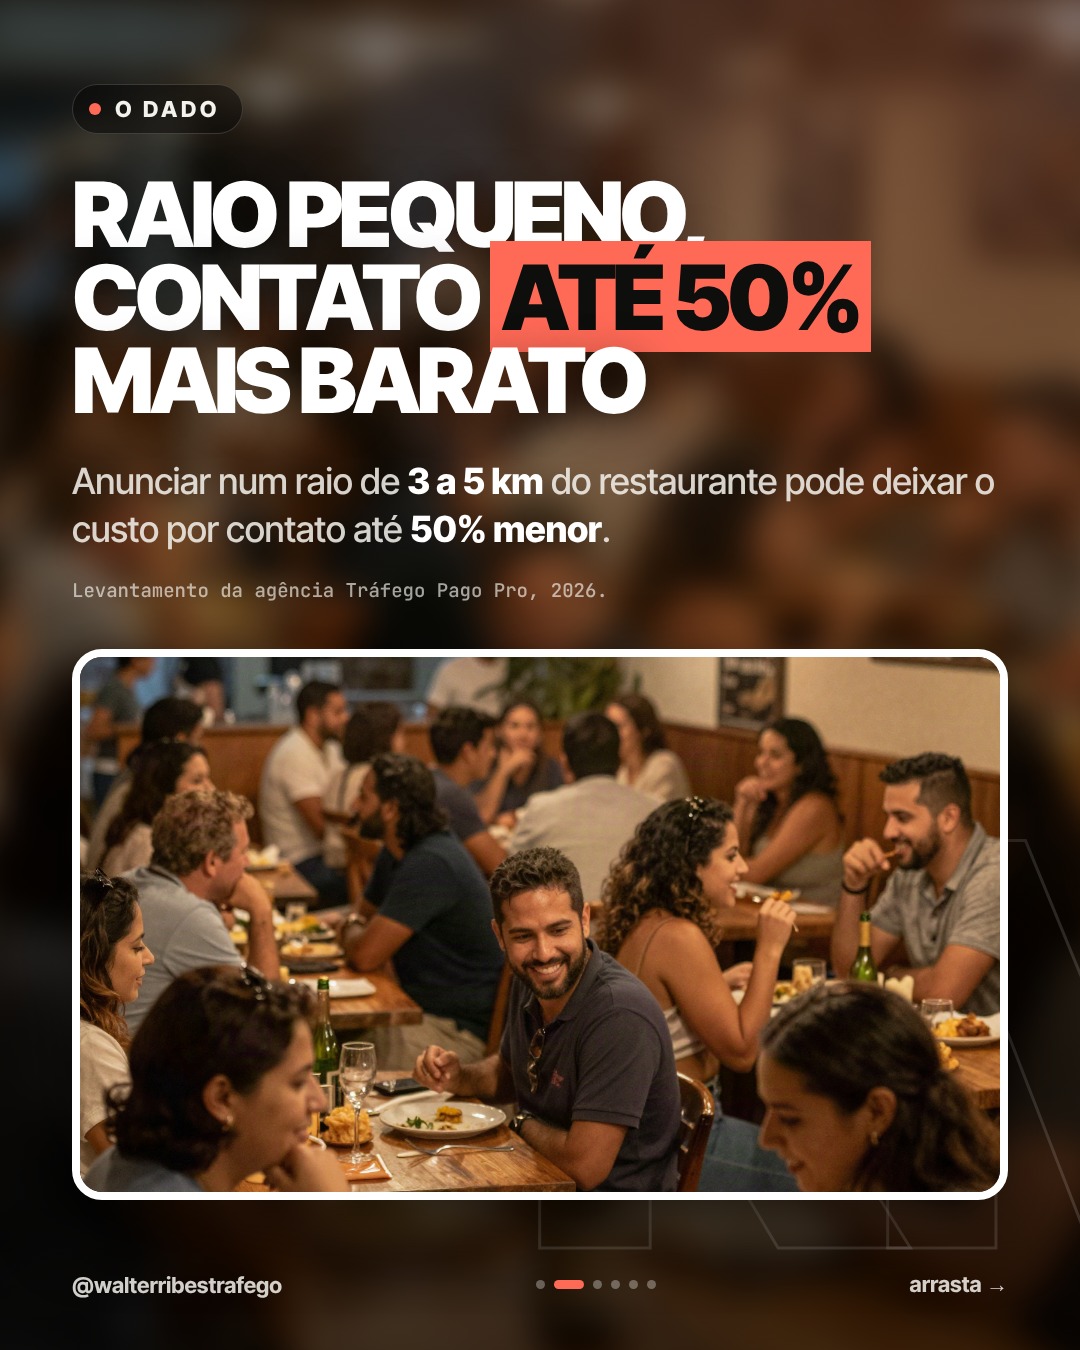 O DADO
RAIO PEQUENO,
CONTATO ATÉ 50%
MAIS BARATO
Anunciar num raio de 3 a 5 km do restaurante pode deixar o
custo por contato até 50% menor.
Levantamento da agência Tráfego Pago Pro, 2026.
@walterribestrafego
arrasta →